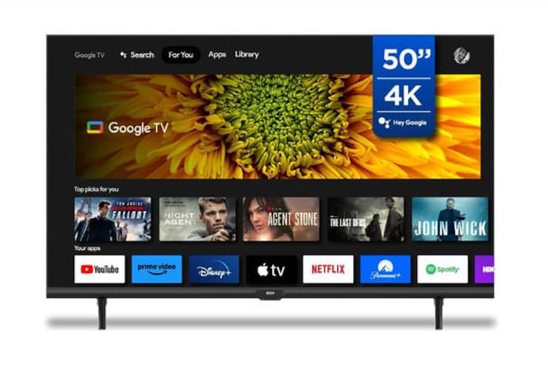 Google TV Search For You Apps Library
50”
4K
Hey Google
Google TV
Top picks for you
FALLOUT
NIGHT AGENT
AGENT STONE
THE LAST OF US
JOHN WICK
Your apps
YouTube prime video Disney+ tv NETFLIX Paramount+ Spotify HBO